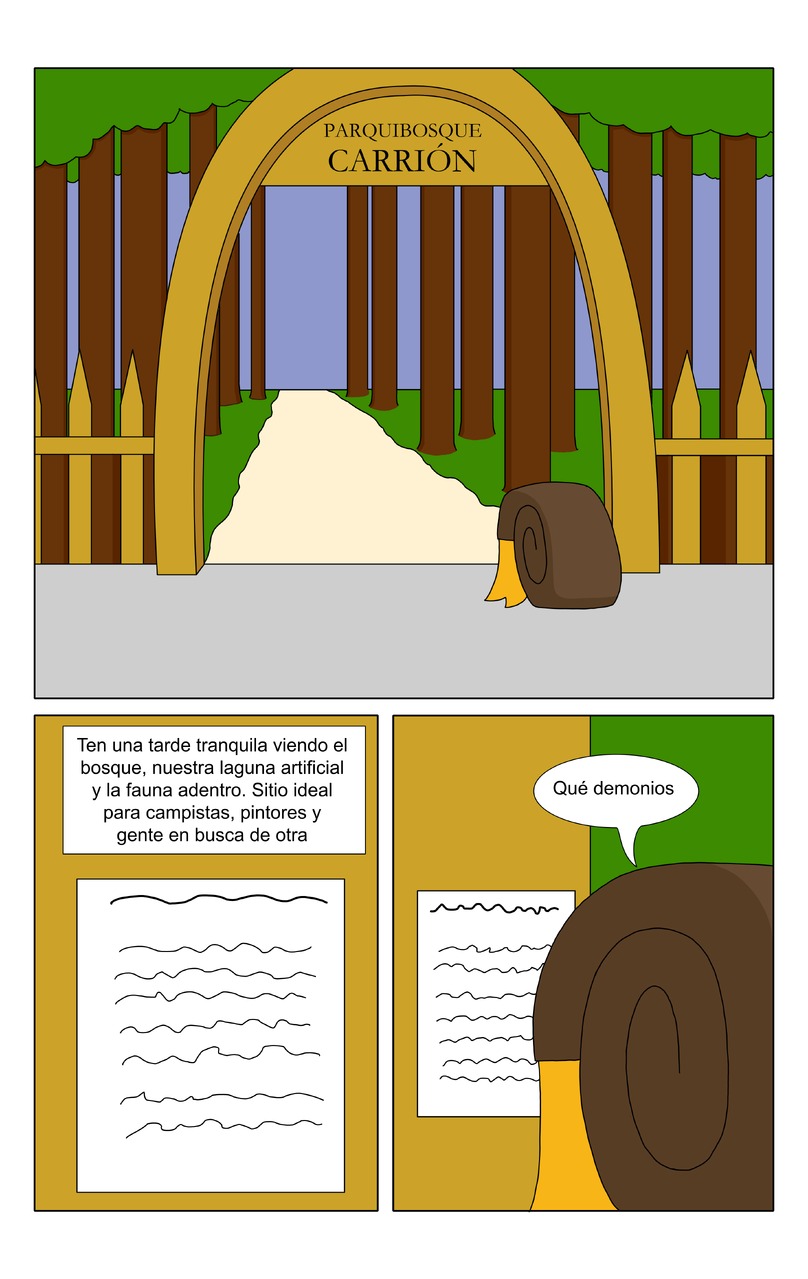 PARQUIBOSQUE
CARRIÓN
Ten una tarde tranquila viendo el
bosque, nuestra laguna artificial
y la fauna adentro. Sitio ideal
para campistas, pintores y
gente en busca de otra
Qué demonios